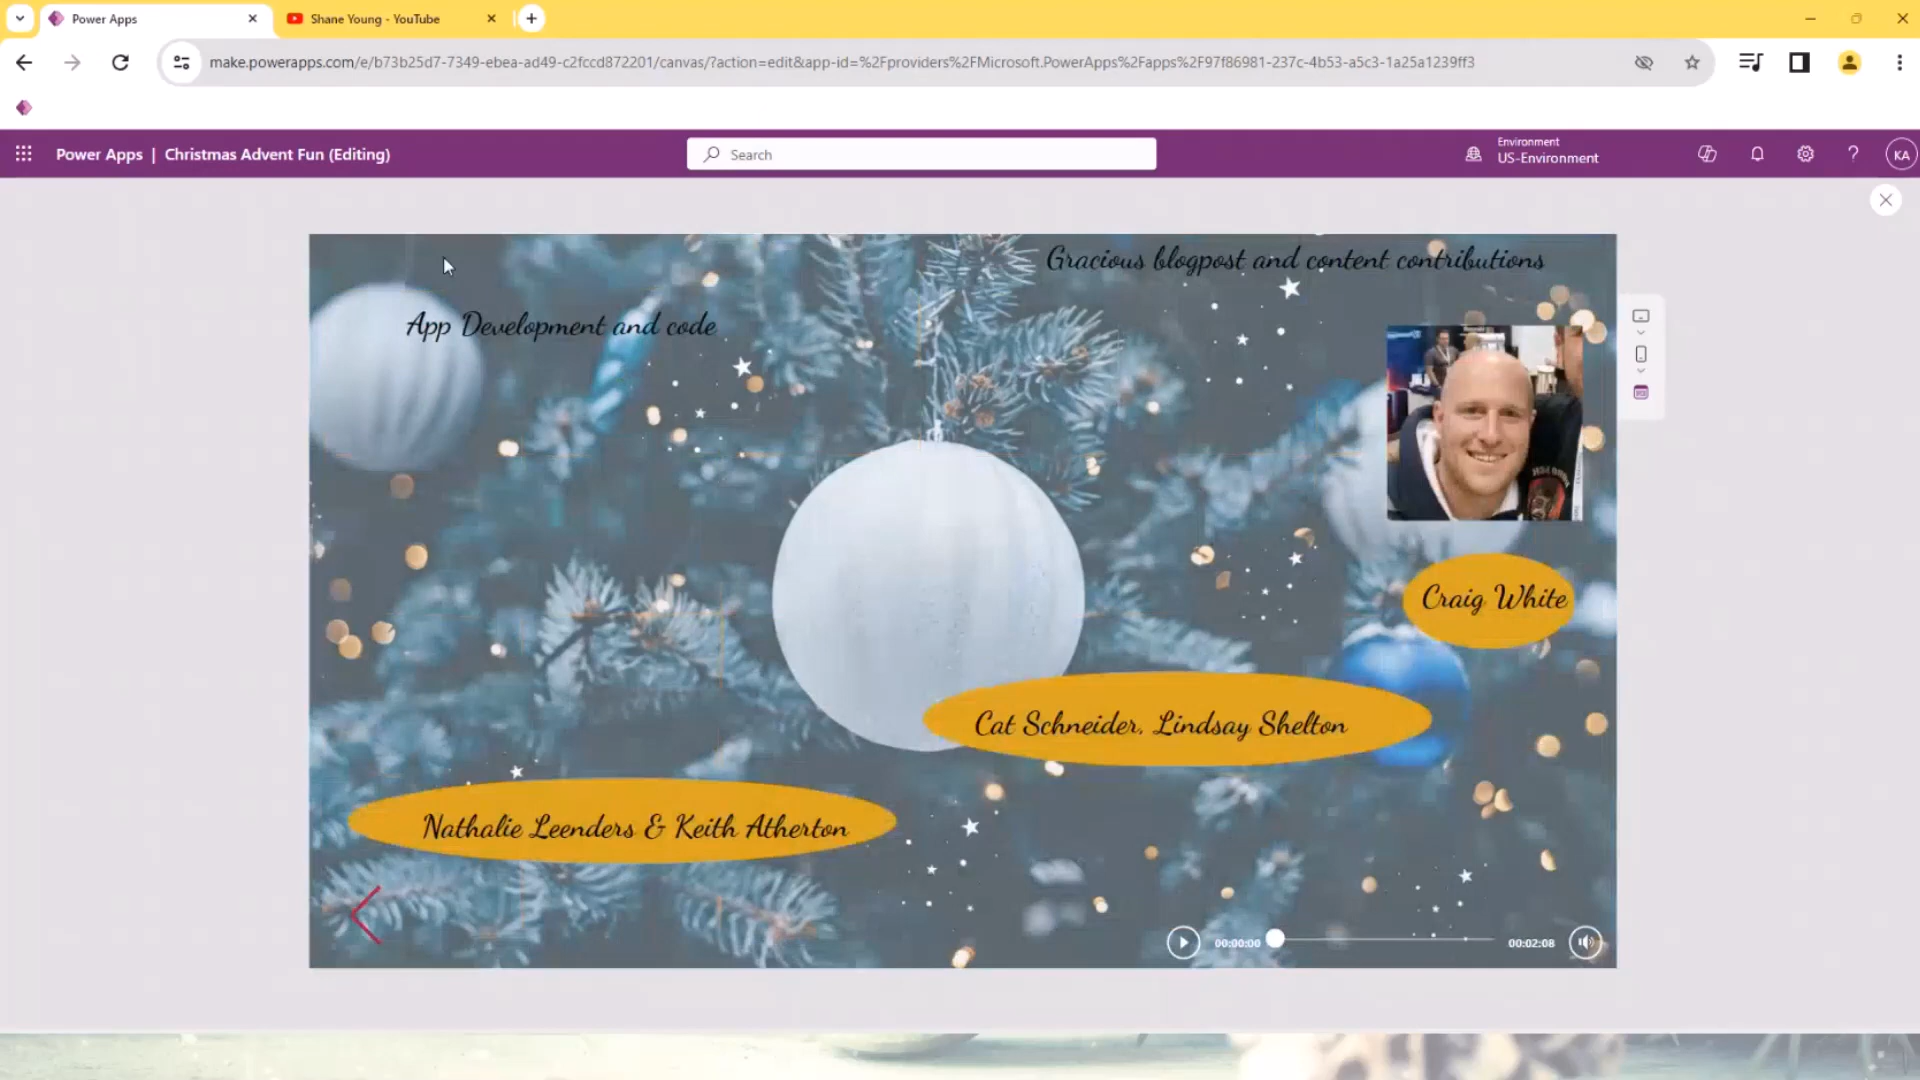 Power Apps
Shane Young - YouTube
make.powerapps.com/e/b73b25d7-7349-ebea-ad49-c2fccd872201/canvas/?action=edit&app-id=%2Fproviders%2FMicrosoft.PowerApps%2Fapps%2F97f86981-237c-4b53-a5c3-1a25a1239ff3
Power Apps | Christmas Advent Fun (Editing)
Search
Environment
US-Environment
KA
Gracious blogpost and content contributions
App Development and code
Craig White
Cat Schneider, Lindsay Shelton
Nathalie Leenders & Keith Atherton
00:00:00
00:02:08